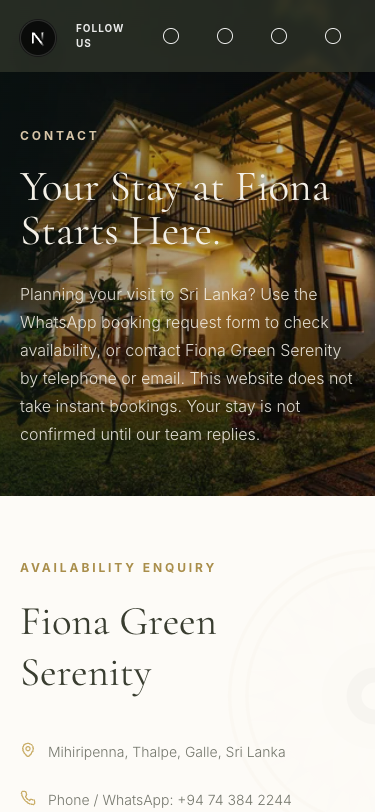 N
FOLLOW
US
CONTACT
Your Stay at Fiona
Starts Here.
Planning your visit to Sri Lanka? Use the
WhatsApp booking request form to check
availability, or contact Fiona Green Serenity
by telephone or email. This website does not
take instant bookings. Your stay is not
confirmed until our team replies.
AVAILABILITY ENQUIRY
Fiona Green
Serenity
Mihiripenna, Thalpe, Galle, Sri Lanka
Phone / WhatsApp: +94 74 384 2244